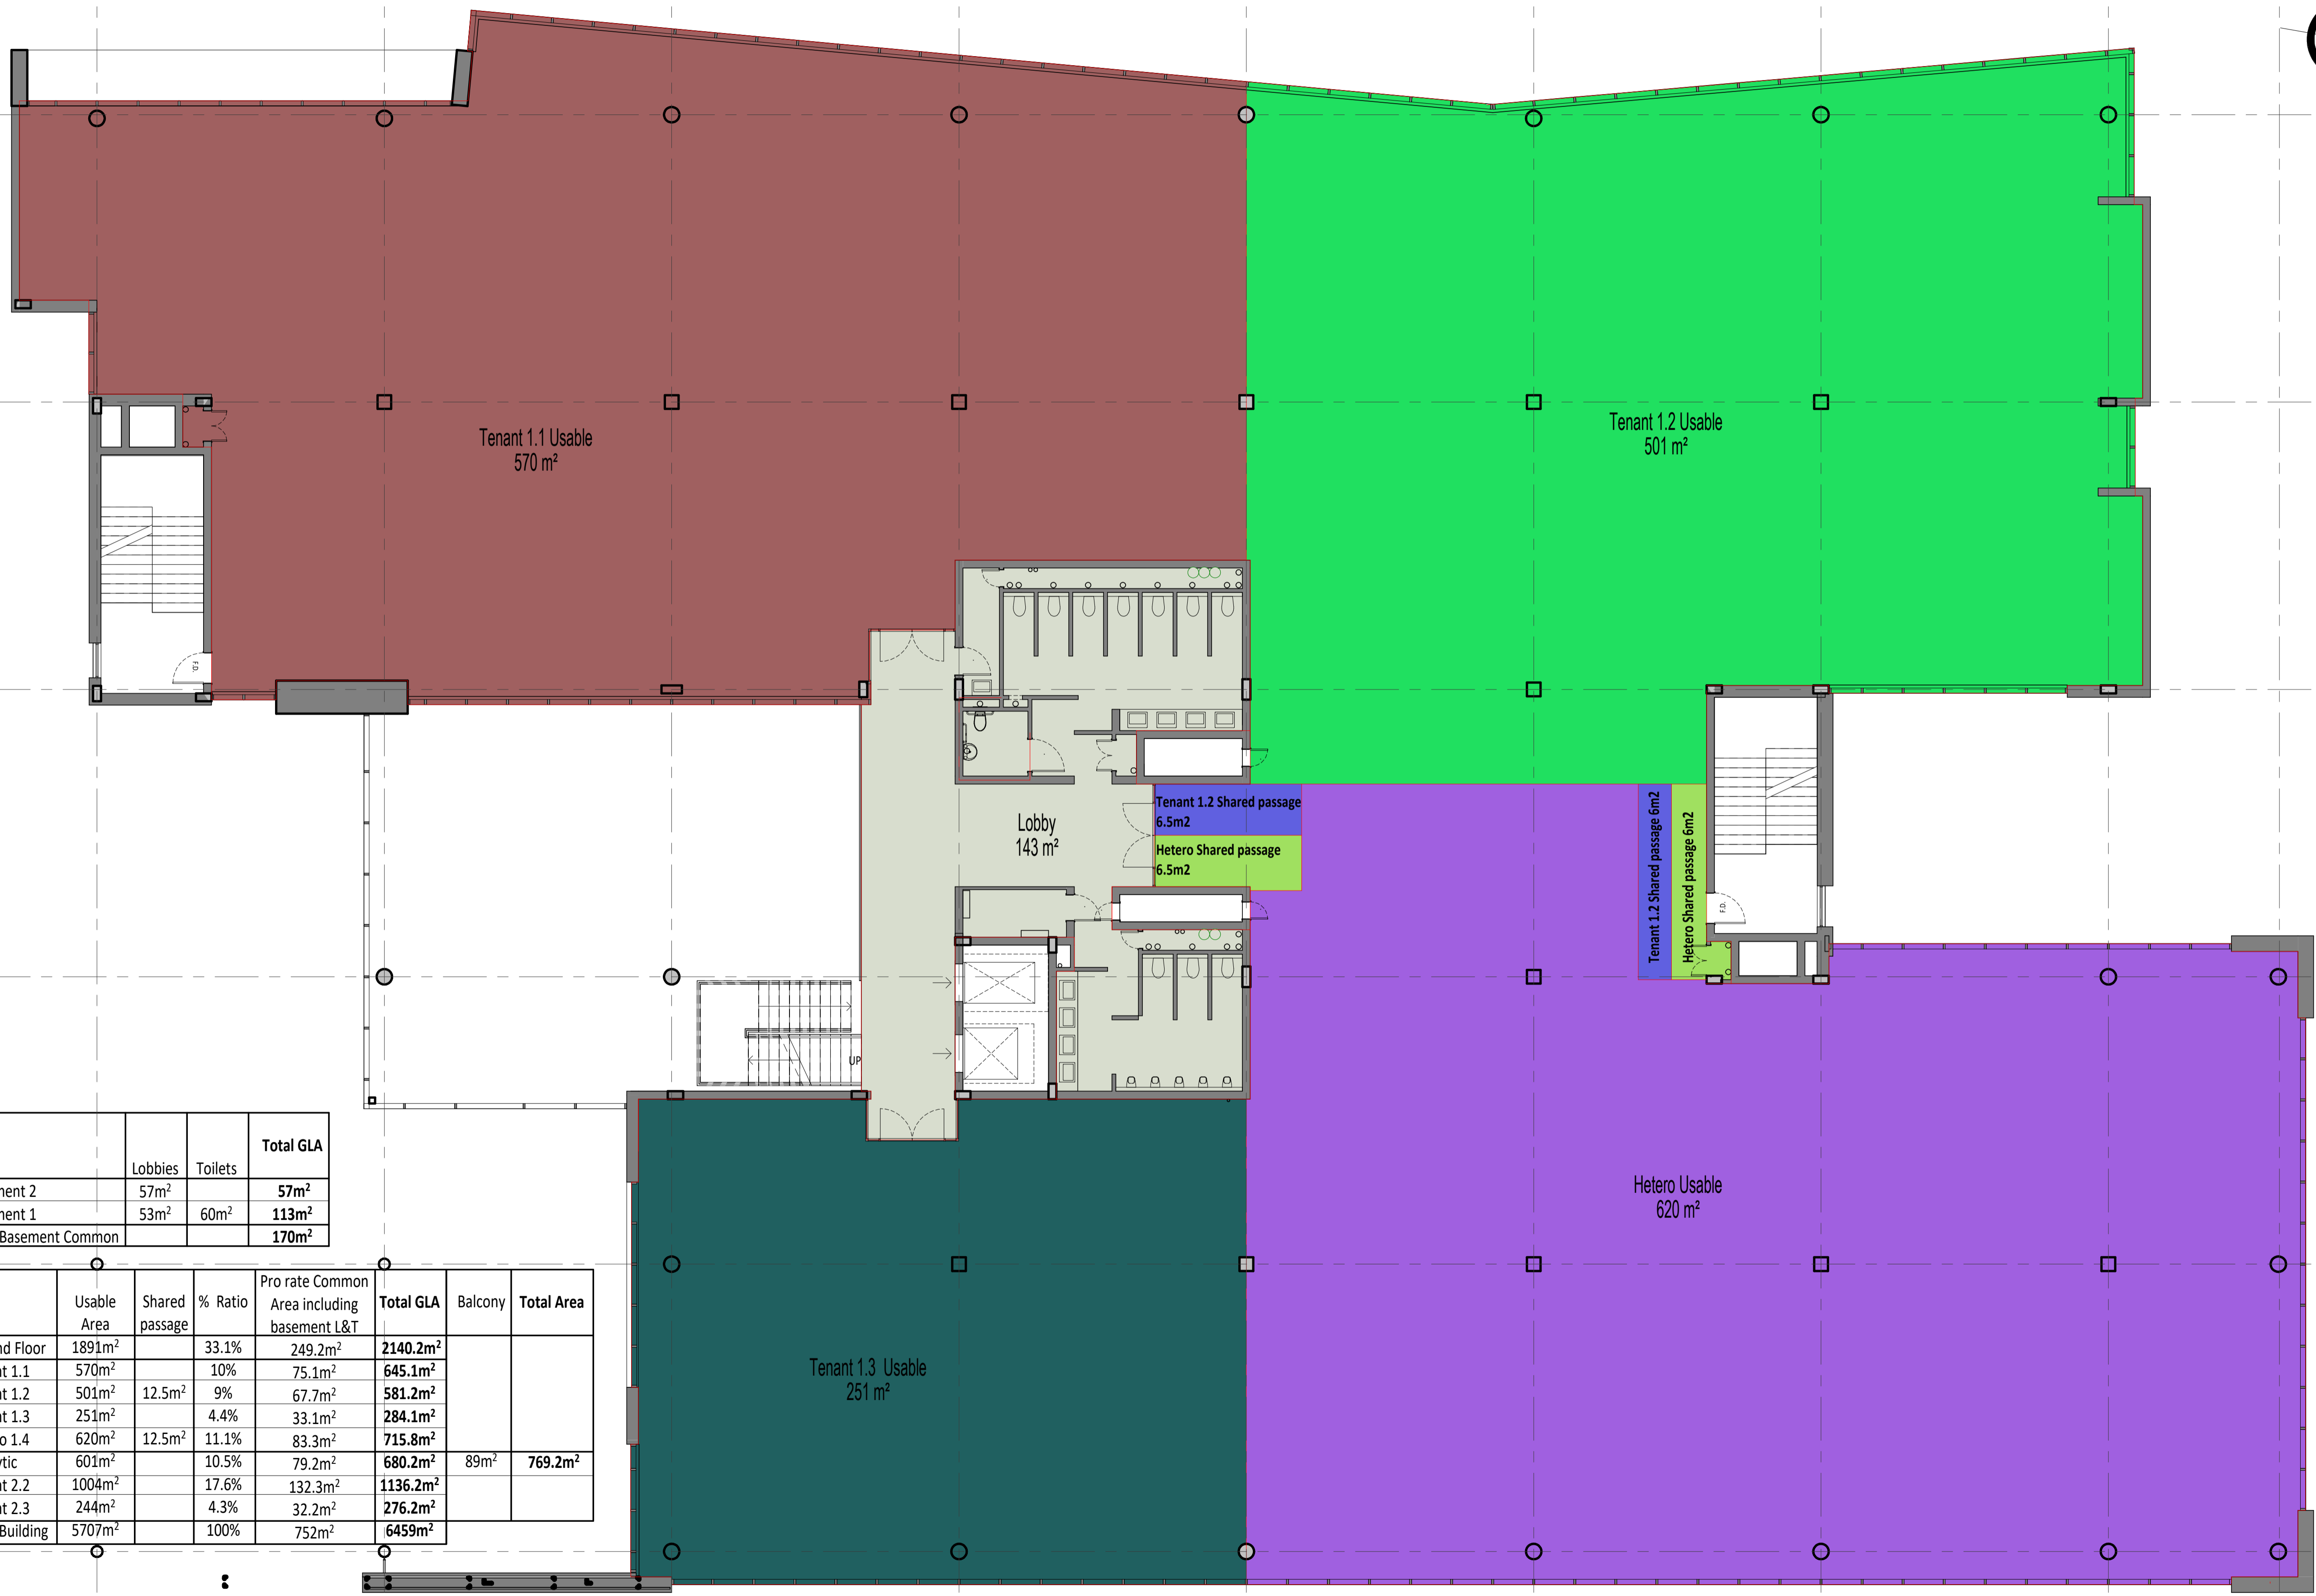 Tenant 1.1 Usable
570 m²
Tenant 1.2 Usable
501 m²
F.D.
Tenant 1.2 Shared passage
6.5m2
Hetero Shared passage
6.5m2
Lobby
143 m²
Tenant 1.2 Shared passage 6m2
Hetero Shared passage 6m2
F.D.
UP
Hetero Usable
620 m²
Tenant 1.3 Usable
251 m²
Lobbies Toilets Total GLA
ment 2 57m² 57m²
ment 1 53m² 60m² 113m²
Basement Common 170m²
Usable Area Shared passage % Ratio Pro rate Common Area including basement L&T Total GLA Balcony Total Area
nd Floor 1891m² 33.1% 249.2m² 2140.2m²
nt 1.1 570m² 10% 75.1m² 645.1m²
nt 1.2 501m² 12.5m² 9% 67.7m² 581.2m²
nt 1.3 251m² 4.4% 33.1m² 284.1m²
o 1.4 620m² 12.5m² 11.1% 83.3m² 715.8m²
ytic 601m² 10.5% 79.2m² 680.2m² 89m² 769.2m²
nt 2.2 1004m² 17.6% 132.3m² 1136.2m²
nt 2.3 244m² 4.3% 32.2m² 276.2m²
Building 5707m² 100% 752m² 6459m²